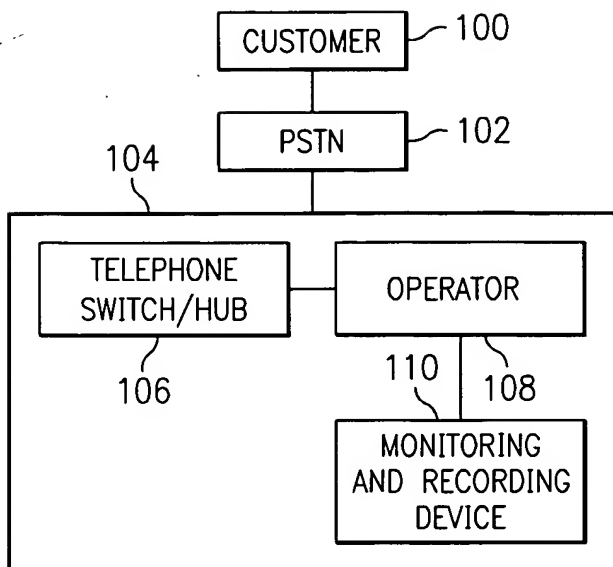 CUSTOMER
100
PSTN
102
104
TELEPHONE
SWITCH/HUB
106
OPERATOR
108
110
MONITORING
AND RECORDING
DEVICE